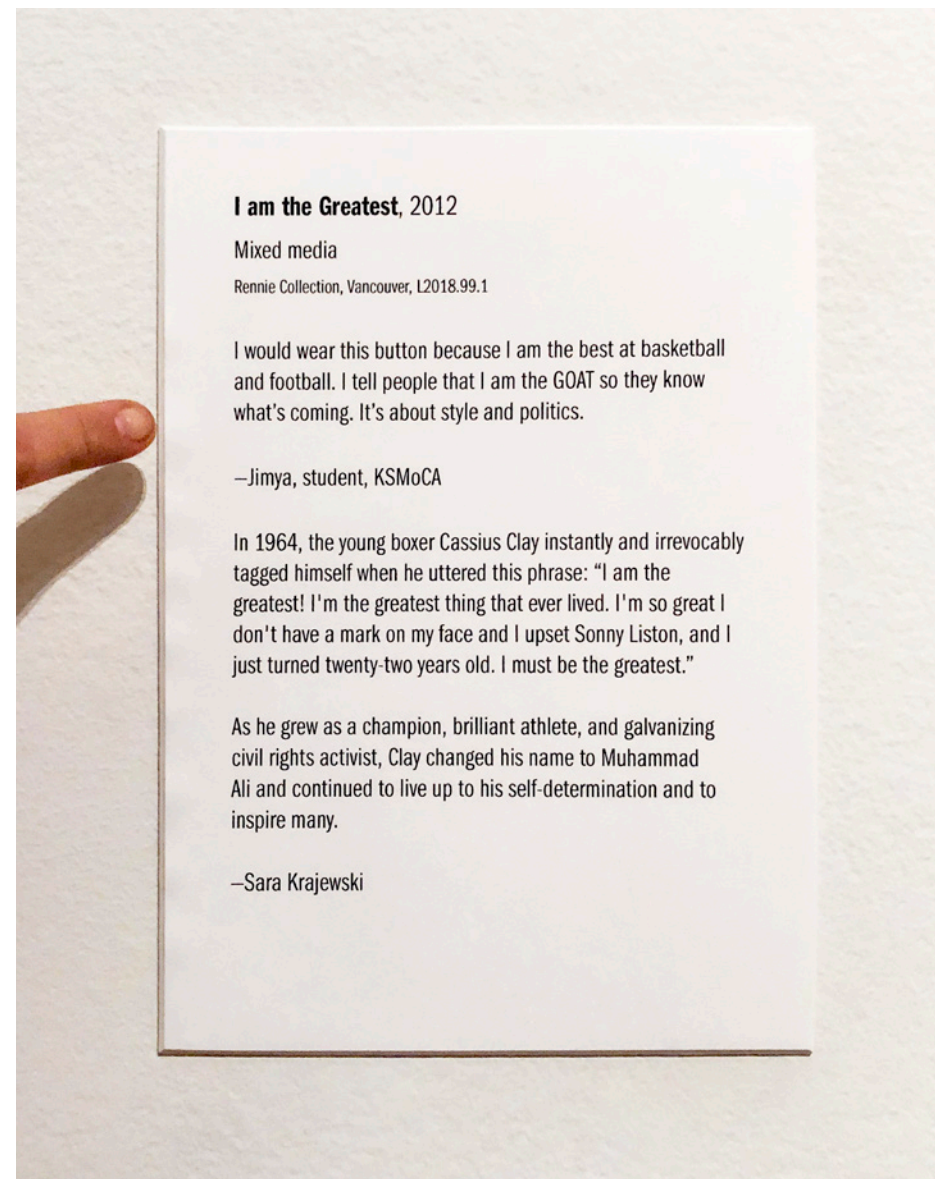 I am the Greatest, 2012
Mixed media
Rennie Collection, Vancouver, L2018.99.1
I would wear this button because I am the best at basketball
and football. I tell people that I am the GOAT so they know
what's coming. It's about style and politics.
–Jimya, student, KSMoCA
In 1964, the young boxer Cassius Clay instantly and irrevocably
tagged himself when he uttered this phrase: “I am the
greatest! I'm the greatest thing that ever lived. I'm so great I
don't have a mark on my face and I upset Sonny Liston, and I
just turned twenty-two years old. I must be the greatest.”
As he grew as a champion, brilliant athlete, and galvanizing
civil rights activist, Clay changed his name to Muhammad
Ali and continued to live up to his self-determination and to
inspire many.
–Sara Krajewski